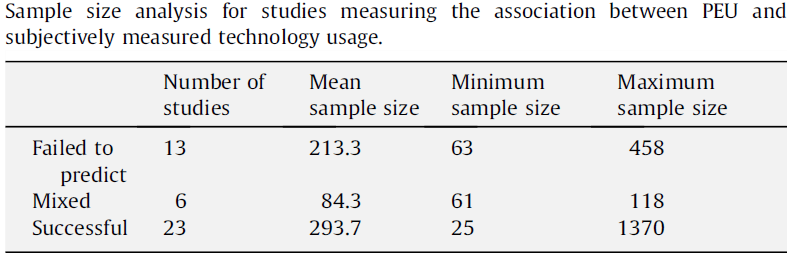 Sample size analysis for studies measuring the association between PEU and
subjectively measured technology usage.
Number of studies Mean sample size Minimum sample size Maximum sample size
Failed to predict 13 213.3 63 458
Mixed 6 84.3 61 118
Successful 23 293.7 25 1370